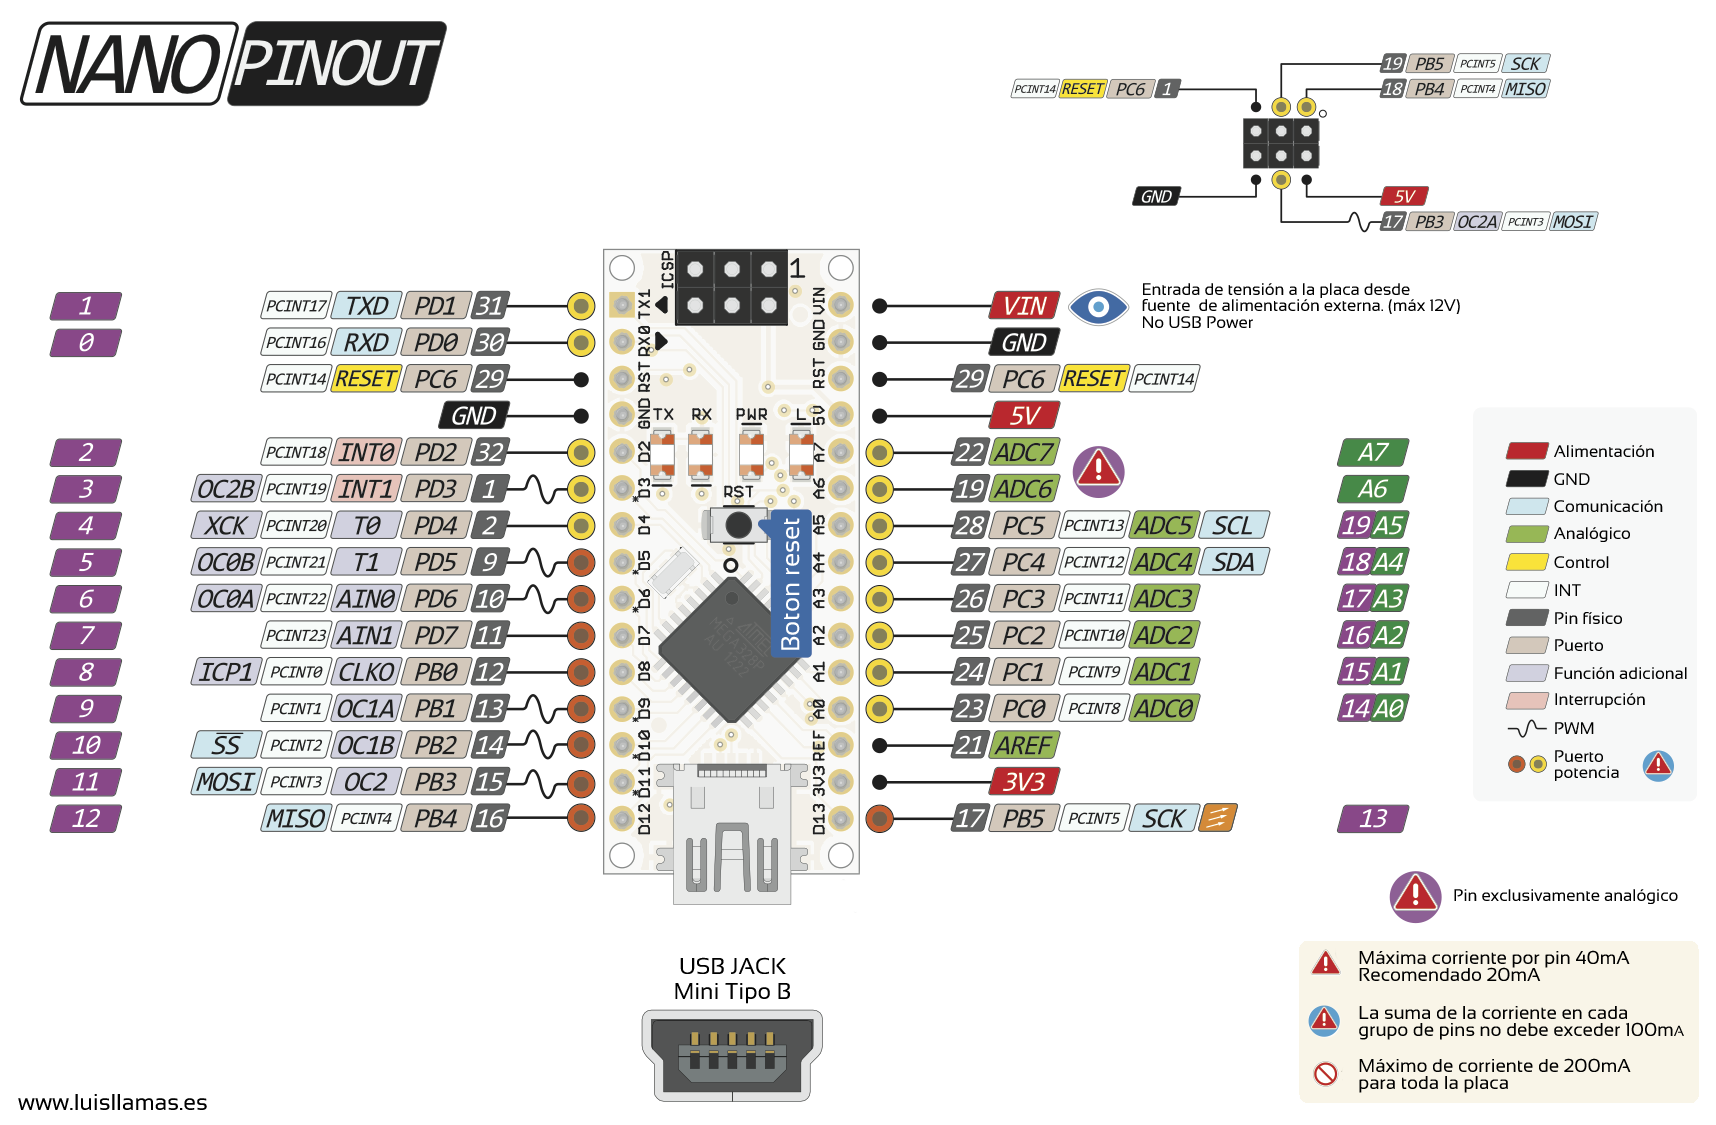 NANO PINOUT
19 PB5 PCINT5 SCK
18 PB4 PCINT4 MISO
PCINT14 RESET PC6 1
GND
5V
17 PB3 OC2A PCINT3 MOSI
1 PCINT17 TXD PD1 31
0 PCINT16 RXD PD0 30
PCINT14 RESET PC6 29
GND
2 PCINT18 INT0 PD2 32
3 OC2B PCINT19 INT1 PD3 1
4 XCK PCINT20 T0 PD4 2
5 OC0B PCINT21 T1 PD5 9
6 OC0A PCINT22 AIN0 PD6 10
7 PCINT23 AIN1 PD7 11
8 ICP1 PCINT0 CLKO PB0 12
9 PCINT1 OC1A PB1 13
10 SS PCINT2 OC1B PB2 14
11 MOSI PCINT3 OC2 PB3 15
12 MISO PCINT4 PB4 16
ICSP
1
TX1
RX0
RST
GND
D2
*D3
D4
*D5
*D6
D7
D8
*D9
*D10
*D11
D12
TX RX PWR L
RST
Boton reset
ATMEL
MEGA328P
AU 1222
VIN
GND
RST
5V
A7
A6
A5
A4
A3
A2
A1
A0
REF
3V3
D13
VIN
Entrada de tensión a la placa desde
fuente de alimentación externa. (máx 12V)
No USB Power
GND
29 PC6 RESET PCINT14
5V
22 ADC7 A7
19 ADC6 A6
28 PC5 PCINT13 ADC5 SCL 19 A5
27 PC4 PCINT12 ADC4 SDA 18 A4
26 PC3 PCINT11 ADC3 17 A3
25 PC2 PCINT10 ADC2 16 A2
24 PC1 PCINT9 ADC1 15 A1
23 PC0 PCINT8 ADC0 14 A0
21 AREF
3V3
17 PB5 PCINT5 SCK 13
Alimentación
GND
Comunicación
Analógico
Control
INT
Pin físico
Puerto
Función adicional
Interrupción
PWM
Puerto
potencia
Pin exclusivamente analógico
Máxima corriente por pin 40mA
Recomendado 20mA
La suma de la corriente en cada
grupo de pins no debe exceder 100mA
Máximo de corriente de 200mA
para toda la placa
USB JACK
Mini Tipo B
www.luisllamas.es